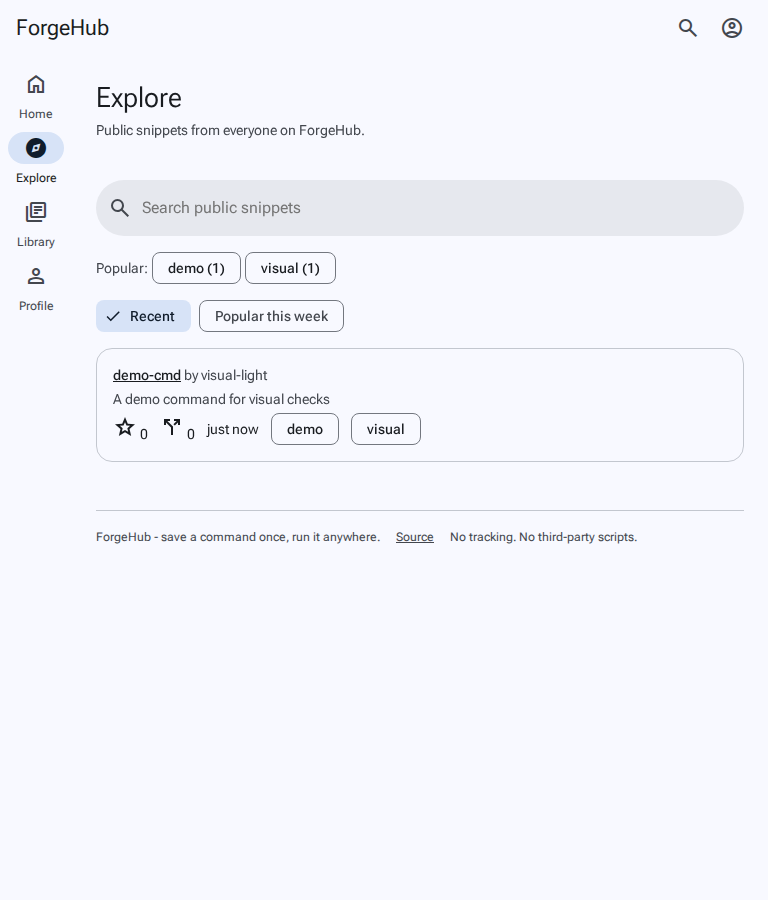 ForgeHub
Home
Explore
Library
Profile
Explore
Public snippets from everyone on ForgeHub.
Search public snippets
Popular: demo (1) visual (1)
Recent Popular this week
demo-cmd by visual-light
A demo command for visual checks
0 0 just now demo visual
ForgeHub - save a command once, run it anywhere. Source No tracking. No third-party scripts.